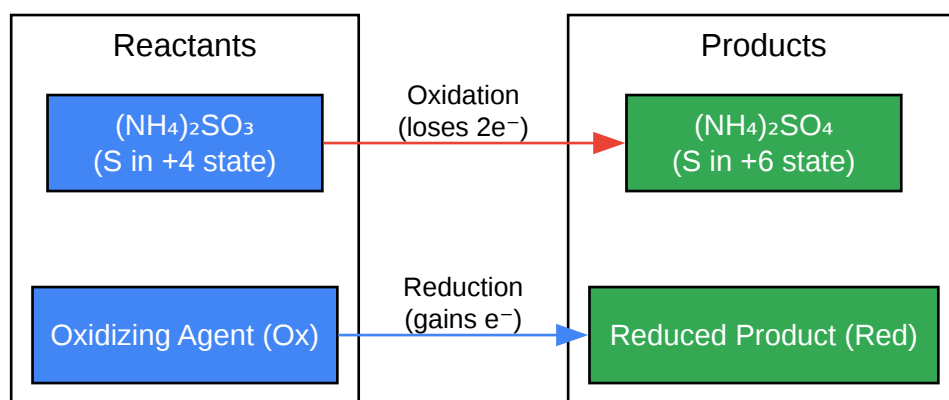 Reactants
Products
(NH₄)₂SO₃
(S in +4 state)
Oxidation
(loses 2e⁻)
(NH₄)₂SO₄
(S in +6 state)
Oxidizing Agent (Ox)
Reduction
(gains e⁻)
Reduced Product (Red)